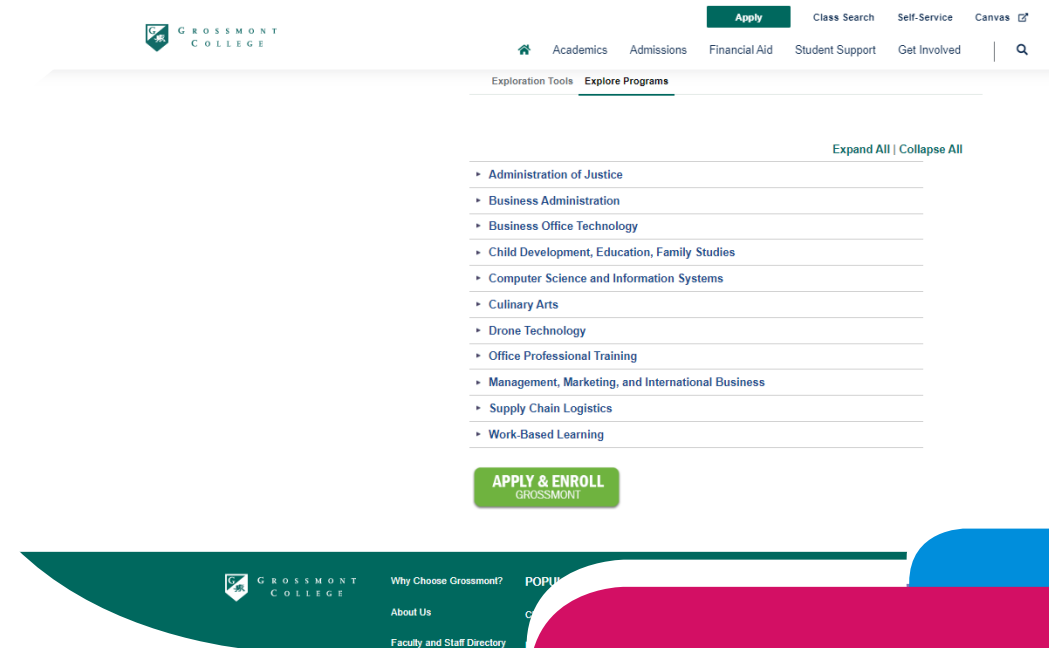 GROSSMONT
COLLEGE
Apply
Class Search
Self-Service
Canvas
Academics
Admissions
Financial Aid
Student Support
Get Involved
Exploration Tools
Explore Programs
Expand All | Collapse All
Administration of Justice
Business Administration
Business Office Technology
Child Development, Education, Family Studies
Computer Science and Information Systems
Culinary Arts
Drone Technology
Office Professional Training
Management, Marketing, and International Business
Supply Chain Logistics
Work-Based Learning
APPLY & ENROLL
GROSSMONT
GROSSMONT
COLLEGE
Why Choose Grossmont?
About Us
Faculty and Staff Directory